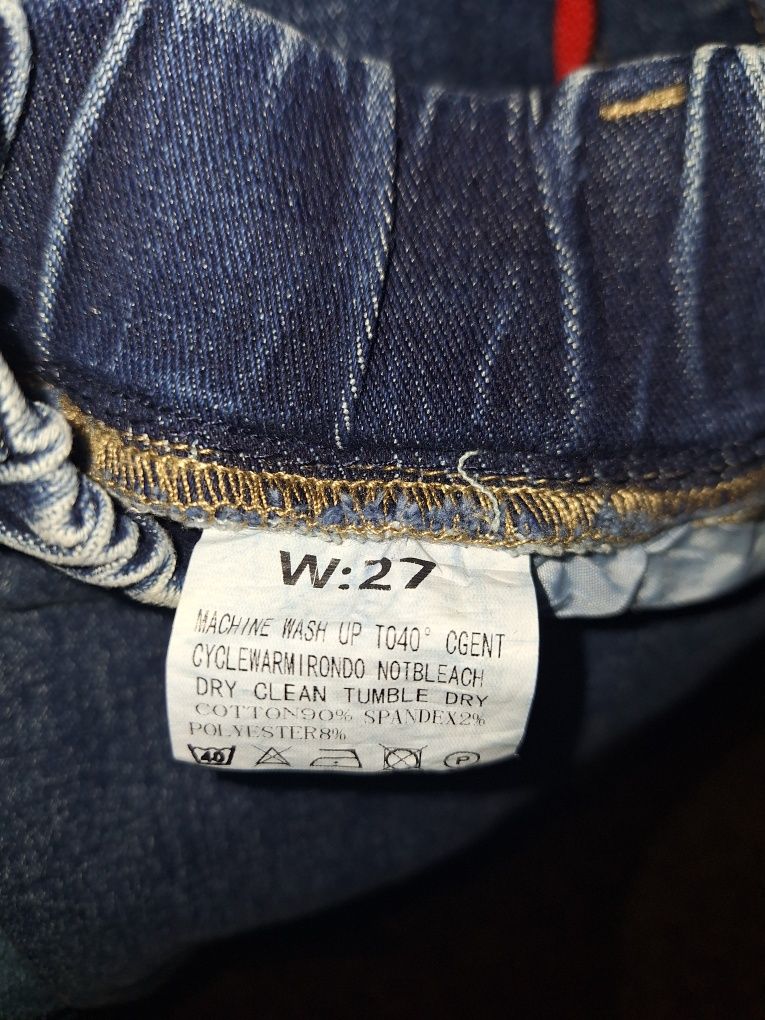 W:27
MACHINE WASH UP TO40° CGENT
CYCLEWARMIRONDO NOTBLEACH
DRY CLEAN TUMBLE DRY
COTTON90% SPANDEX2%
POLYESTER8%
40 P